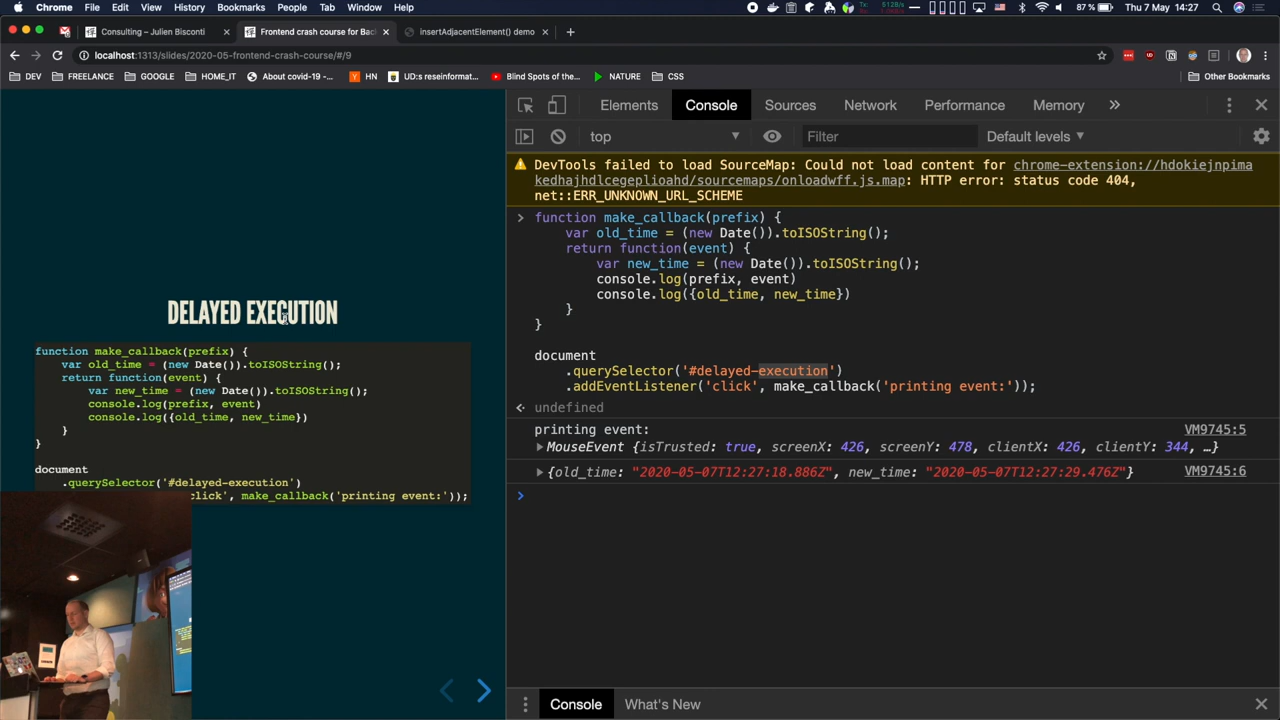 Chrome File Edit View History Bookmarks People Tab Window Help
87% Thu 7 May 14:27
Consulting – Julien Bisconti
Frontend crash course for Bac
insertAdjacentElement() demo
localhost:1313/slides/2020-05-frontend-crash-course/#/9
DEV FREELANCE GOOGLE HOME_IT About covid-19 -... HN UD:s reseinformat... Blind Spots of the... NATURE CSS Other Bookmarks
DELAYED EXECUTION
function make_callback(prefix) {
var old_time = (new Date()).toISOString();
return function(event) {
var new_time = (new Date()).toISOString();
console.log(prefix, event)
console.log({old_time, new_time})
}
}
document
.querySelector('#delayed-execution')
click', make_callback('printing event:'));
Elements Console Sources Network Performance Memory »
top Filter Default levels
DevTools failed to load SourceMap: Could not load content for chrome-extension://hdokiejnpima
kedhajhdlcegeplioahd/sourcemaps/onloadwff.js.map: HTTP error: status code 404,
net::ERR_UNKNOWN_URL_SCHEME
function make_callback(prefix) {
var old_time = (new Date()).toISOString();
return function(event) {
var new_time = (new Date()).toISOString();
console.log(prefix, event)
console.log({old_time, new_time})
}
}
document
.querySelector('#delayed-execution')
.addEventListener('click', make_callback('printing event:'));
undefined
printing event: VM9745:5
MouseEvent {isTrusted: true, screenX: 426, screenY: 478, clientX: 426, clientY: 344, …}
{old_time: "2020-05-07T12:27:18.886Z", new_time: "2020-05-07T12:27:29.476Z"} VM9745:6
Console What's New